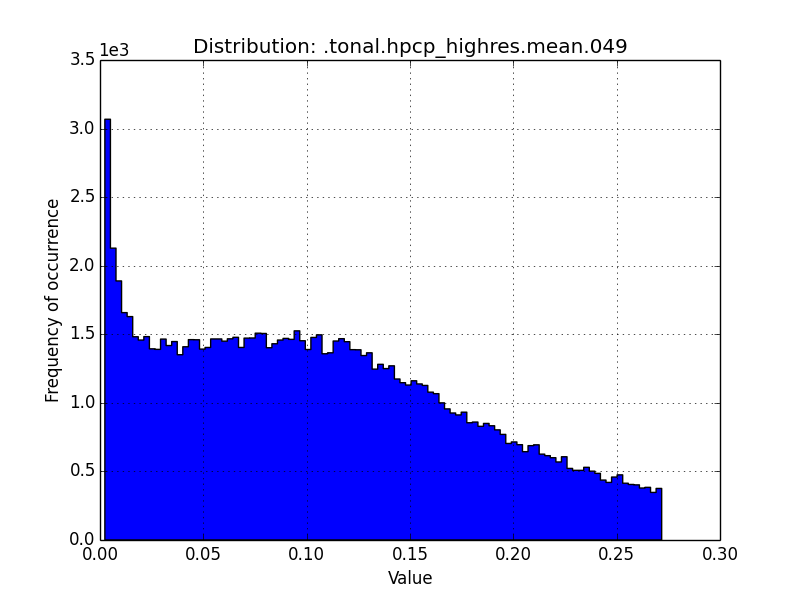 Distribution: .tonal.hpcp_highres.mean.049
1e3
3.5
3.0
2.5
2.0
1.5
1.0
0.5
0.0
Frequency of occurrence
0.00 0.05 0.10 0.15 0.20 0.25 0.30
Value